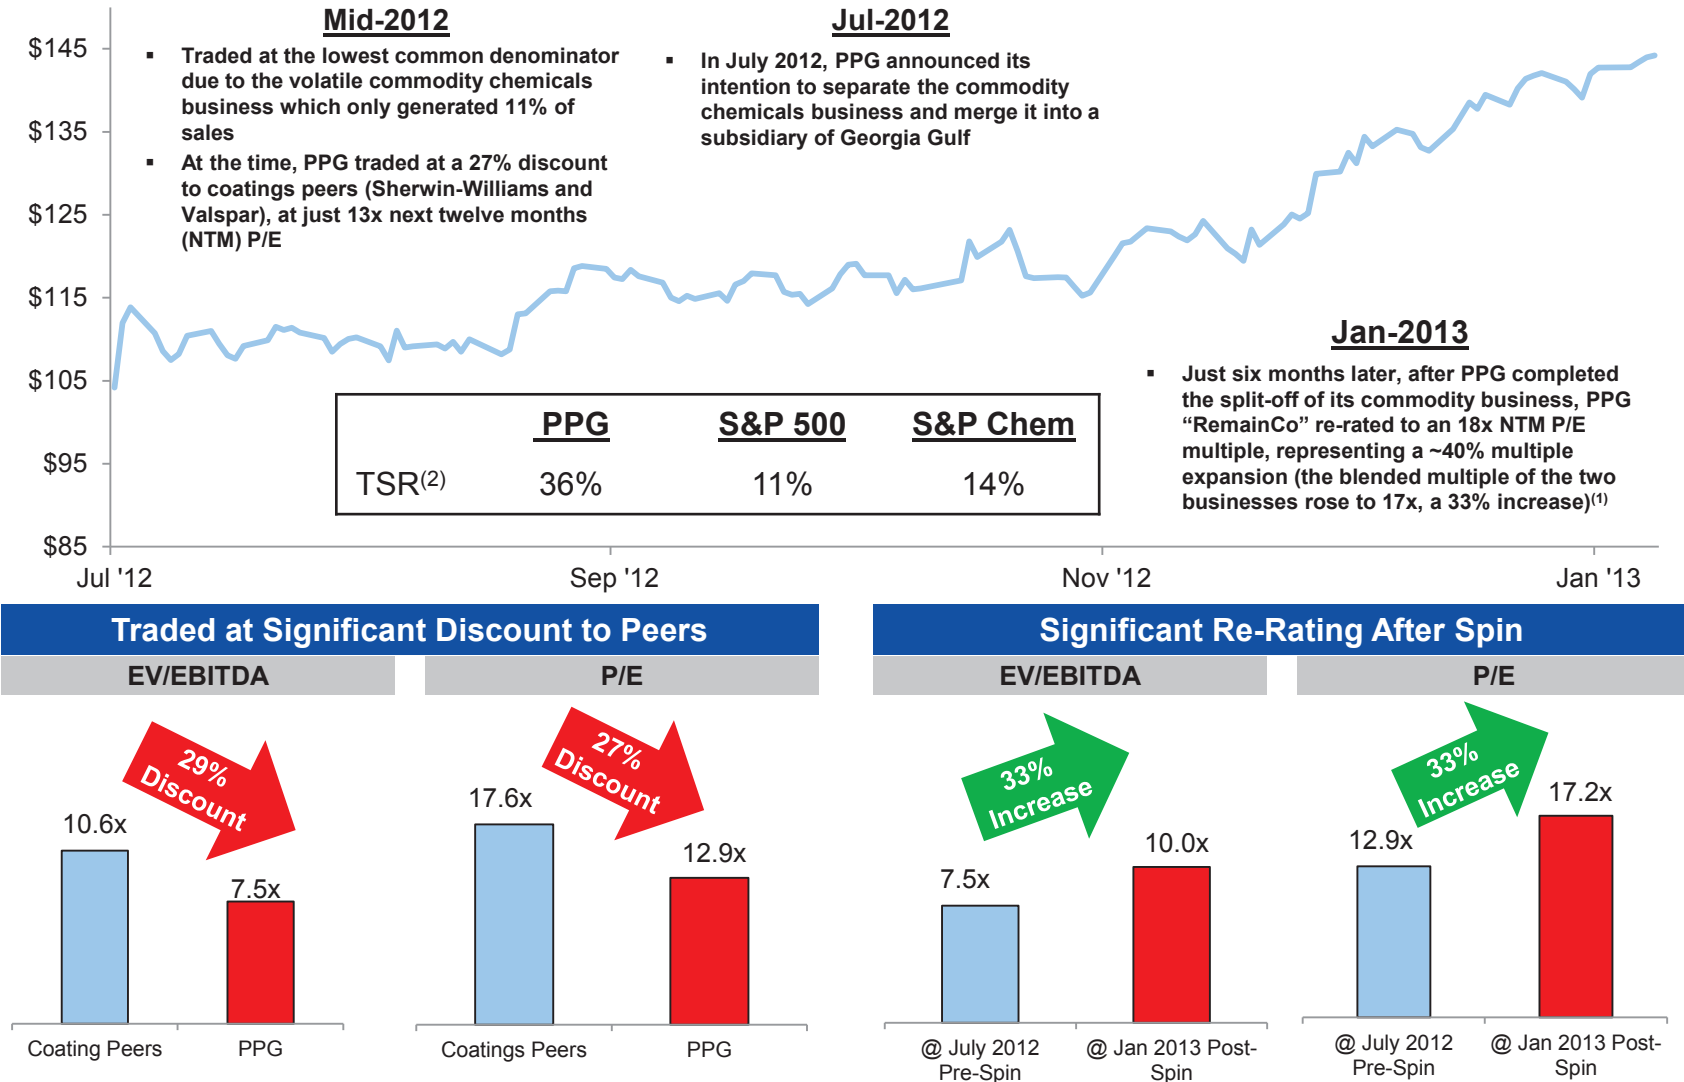 Mid-2012
▪ Traded at the lowest common denominator
due to the volatile commodity chemicals
business which only generated 11% of
sales
▪ At the time, PPG traded at a 27% discount
to coatings peers (Sherwin-Williams and
Valspar), at just 13x next twelve months
(NTM) P/E
Jul-2012
▪ In July 2012, PPG announced its
intention to separate the commodity
chemicals business and merge it into a
subsidiary of Georgia Gulf
Jan-2013
▪ Just six months later, after PPG completed
the split-off of its commodity business, PPG
“RemainCo” re-rated to an 18x NTM P/E
multiple, representing a ~40% multiple
expansion (the blended multiple of the two
businesses rose to 17x, a 33% increase)(1)
$145
$135
$125
$115
$105
$95
$85
PPG S&P 500 S&P Chem
TSR(2) 36% 11% 14%
Jul '12 Sep '12 Nov '12 Jan '13
Traded at Significant Discount to Peers
EV/EBITDA
29%
Discount
10.6x
7.5x
Coating Peers PPG
P/E
27%
Discount
17.6x
12.9x
Coatings Peers PPG
Significant Re-Rating After Spin
EV/EBITDA
33%
Increase
7.5x
10.0x
@ July 2012 @ Jan 2013 Post-
Pre-Spin Spin
P/E
33%
Increase
12.9x
17.2x
@ July 2012 @ Jan 2013 Post-
Pre-Spin Spin